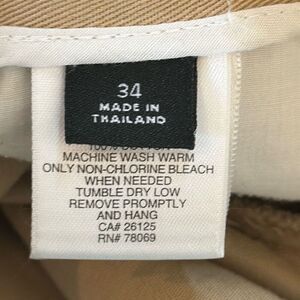 34
MADE IN
THAILAND
100%
MACHINE WASH WARM
ONLY NON-CHLORINE BLEACH
WHEN NEEDED
TUMBLE DRY LOW
REMOVE PROMPTLY
AND HANG
CA# 26125
RN# 78069